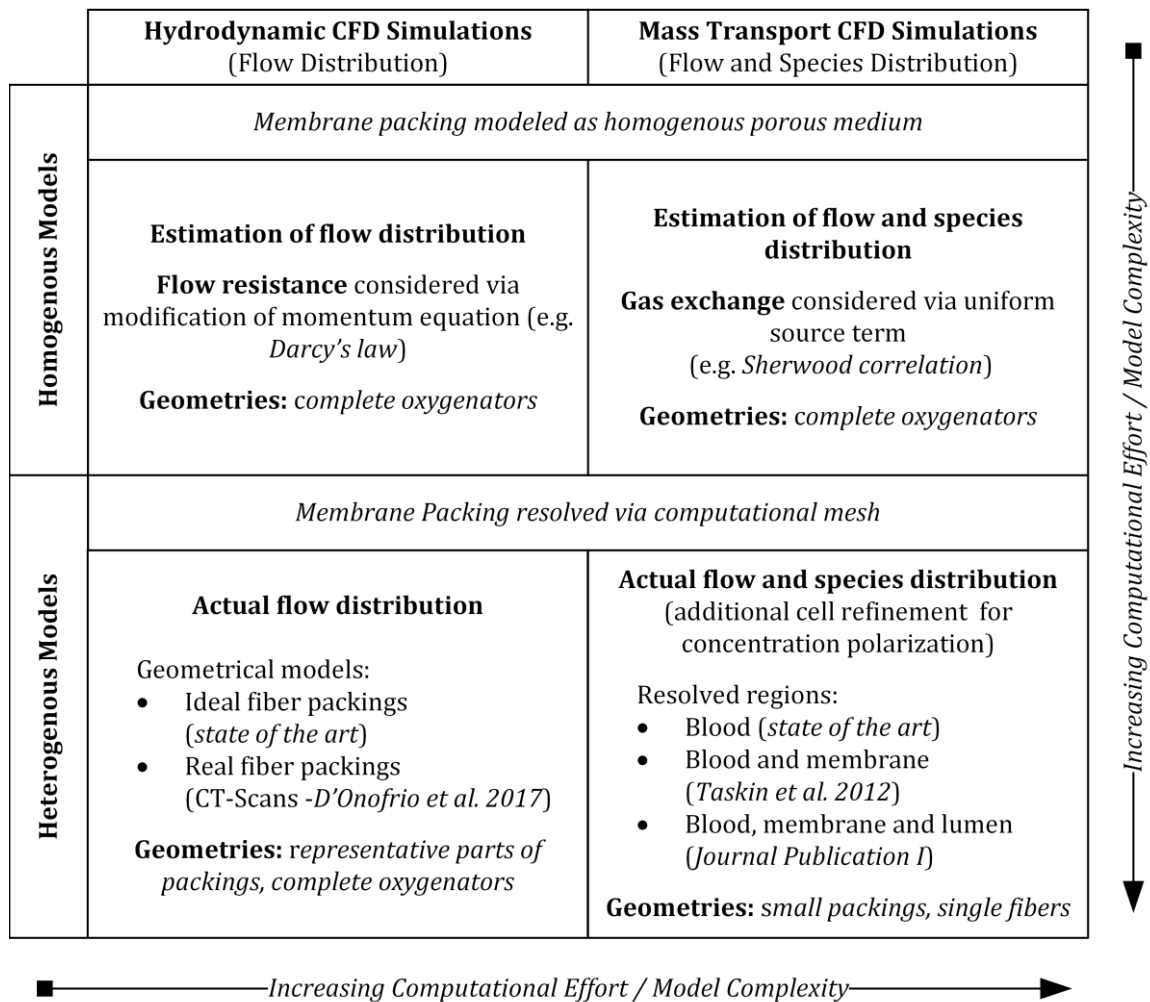 Hydrodynamic CFD Simulations
(Flow Distribution)
Mass Transport CFD Simulations
(Flow and Species Distribution)
Homogenous Models
Membrane packing modeled as homogenous porous medium
Estimation of flow distribution
Flow resistance considered via
modification of momentum equation (e.g.
Darcy's law)
Geometries: complete oxygenators
Estimation of flow and species
distribution
Gas exchange considered via uniform
source term
(e.g. Sherwood correlation)
Geometries: complete oxygenators
Heterogenous Models
Membrane Packing resolved via computational mesh
Actual flow distribution
Geometrical models:
• Ideal fiber packings
(state of the art)
• Real fiber packings
(CT-Scans -D'Onofrio et al. 2017)
Geometries: representative parts of
packings, complete oxygenators
Actual flow and species distribution
(additional cell refinement for
concentration polarization)
Resolved regions:
• Blood (state of the art)
• Blood and membrane
(Taskin et al. 2012)
• Blood, membrane and lumen
(Journal Publication I)
Geometries: small packings, single fibers
Increasing Computational Effort / Model Complexity
Increasing Computational Effort / Model Complexity